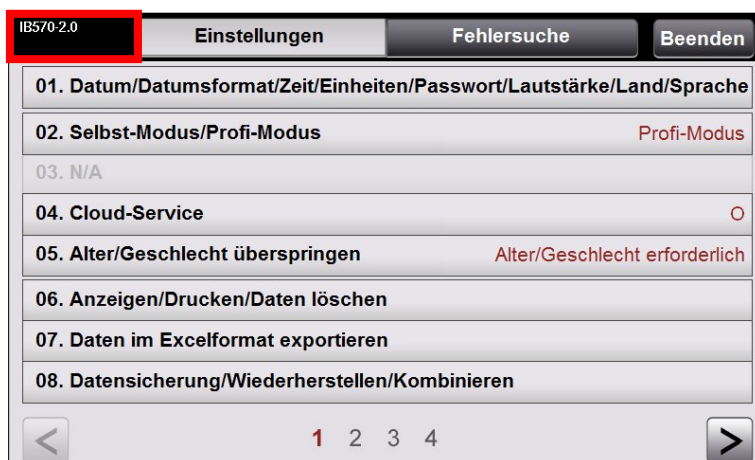 IB570-2.0 Einstellungen Fehlersuche Beenden
01. Datum/Datumsformat/Zeit/Einheiten/Passwort/Lautstärke/Land/Sprache
02. Selbst-Modus/Profi-Modus Profi-Modus
03. N/A
04. Cloud-Service O
05. Alter/Geschlecht überspringen Alter/Geschlecht erforderlich
06. Anzeigen/Drucken/Daten löschen
07. Daten im Excelformat exportieren
08. Datensicherung/Wiederherstellen/Kombinieren
< 1 2 3 4 >